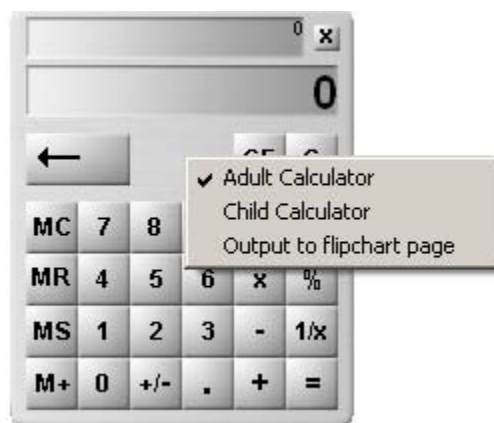 0
x
0
←
Adult Calculator
Child Calculator
Output to flipchart page
MC 7 8
MR 4 5 6 x %
MS 1 2 3 - 1/x
M+ 0 +/- . + =